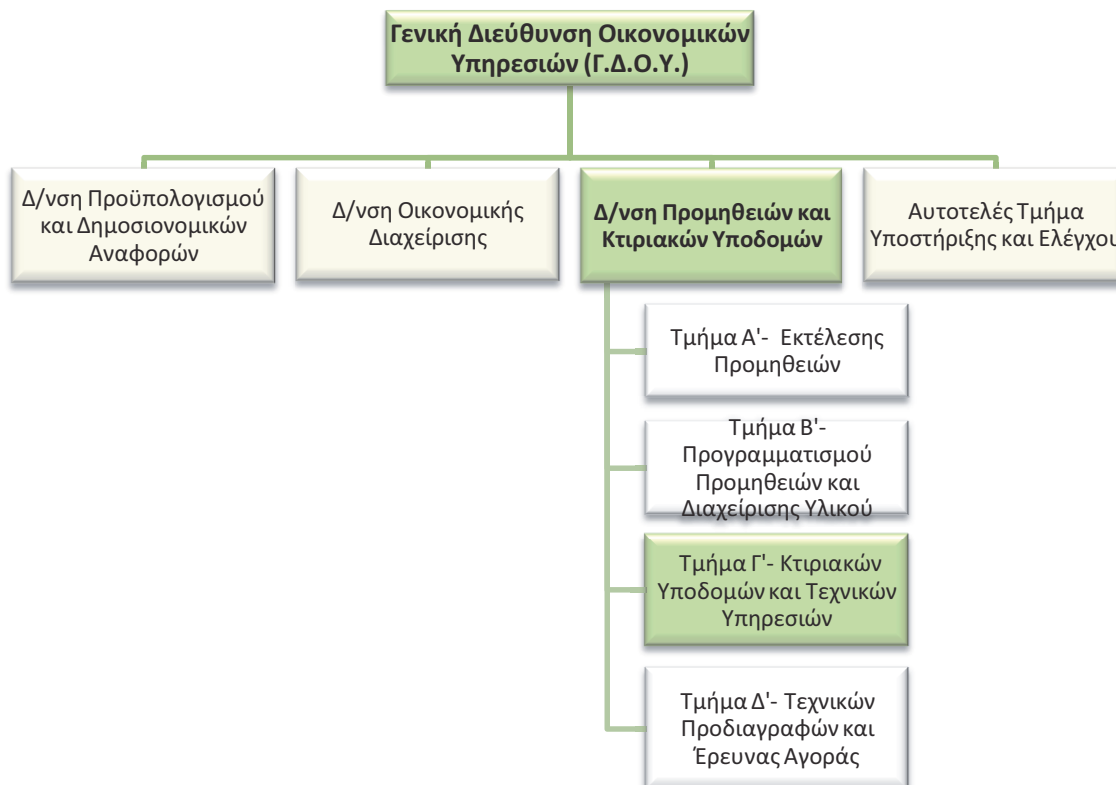 Γενική Διεύθυνση Οικονομικών
Υπηρεσιών (Γ.Δ.Ο.Υ.)
Δ/νση Προϋπολογισμού
και Δημοσιονομικών
Αναφορών
Δ/νση Οικονομικής
Διαχείρισης
Δ/νση Προμηθειών και
Κτιριακών Υποδομών
Αυτοτελές Τμήμα
Υποστήριξης και Ελέγχου
Τμήμα Α'- Εκτέλεσης
Προμηθειών
Τμήμα Β'-
Προγραμματισμού
Προμηθειών και
Διαχείρισης Υλικού
Τμήμα Γ'- Κτιριακών
Υποδομών και Τεχνικών
Υπηρεσιών
Τμήμα Δ'- Τεχνικών
Προδιαγραφών και
Έρευνας Αγοράς